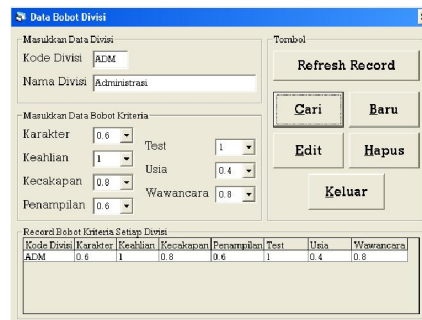 Data Bobot Divisi
Masukkan Data Divisi
Kode Divisi ADM
Nama Divisi Administrasi
Masukkan Data Bobot Kriteria
Karakter 0.6
Keahlian 1
Kecakapan 0.8
Penampilan 0.6
Test 1
Usia 0.4
Wawancara 0.8
Tombol
Refresh Record
Cari Baru
Edit Hapus
Keluar
Record Bobot Kriteria Setiap Divisi
Kode Divisi Karakter Keahlian Kecakapan Penampilan Test Usia Wawancara
ADM 0.6 1 0.8 0.6 1 0.4 0.8